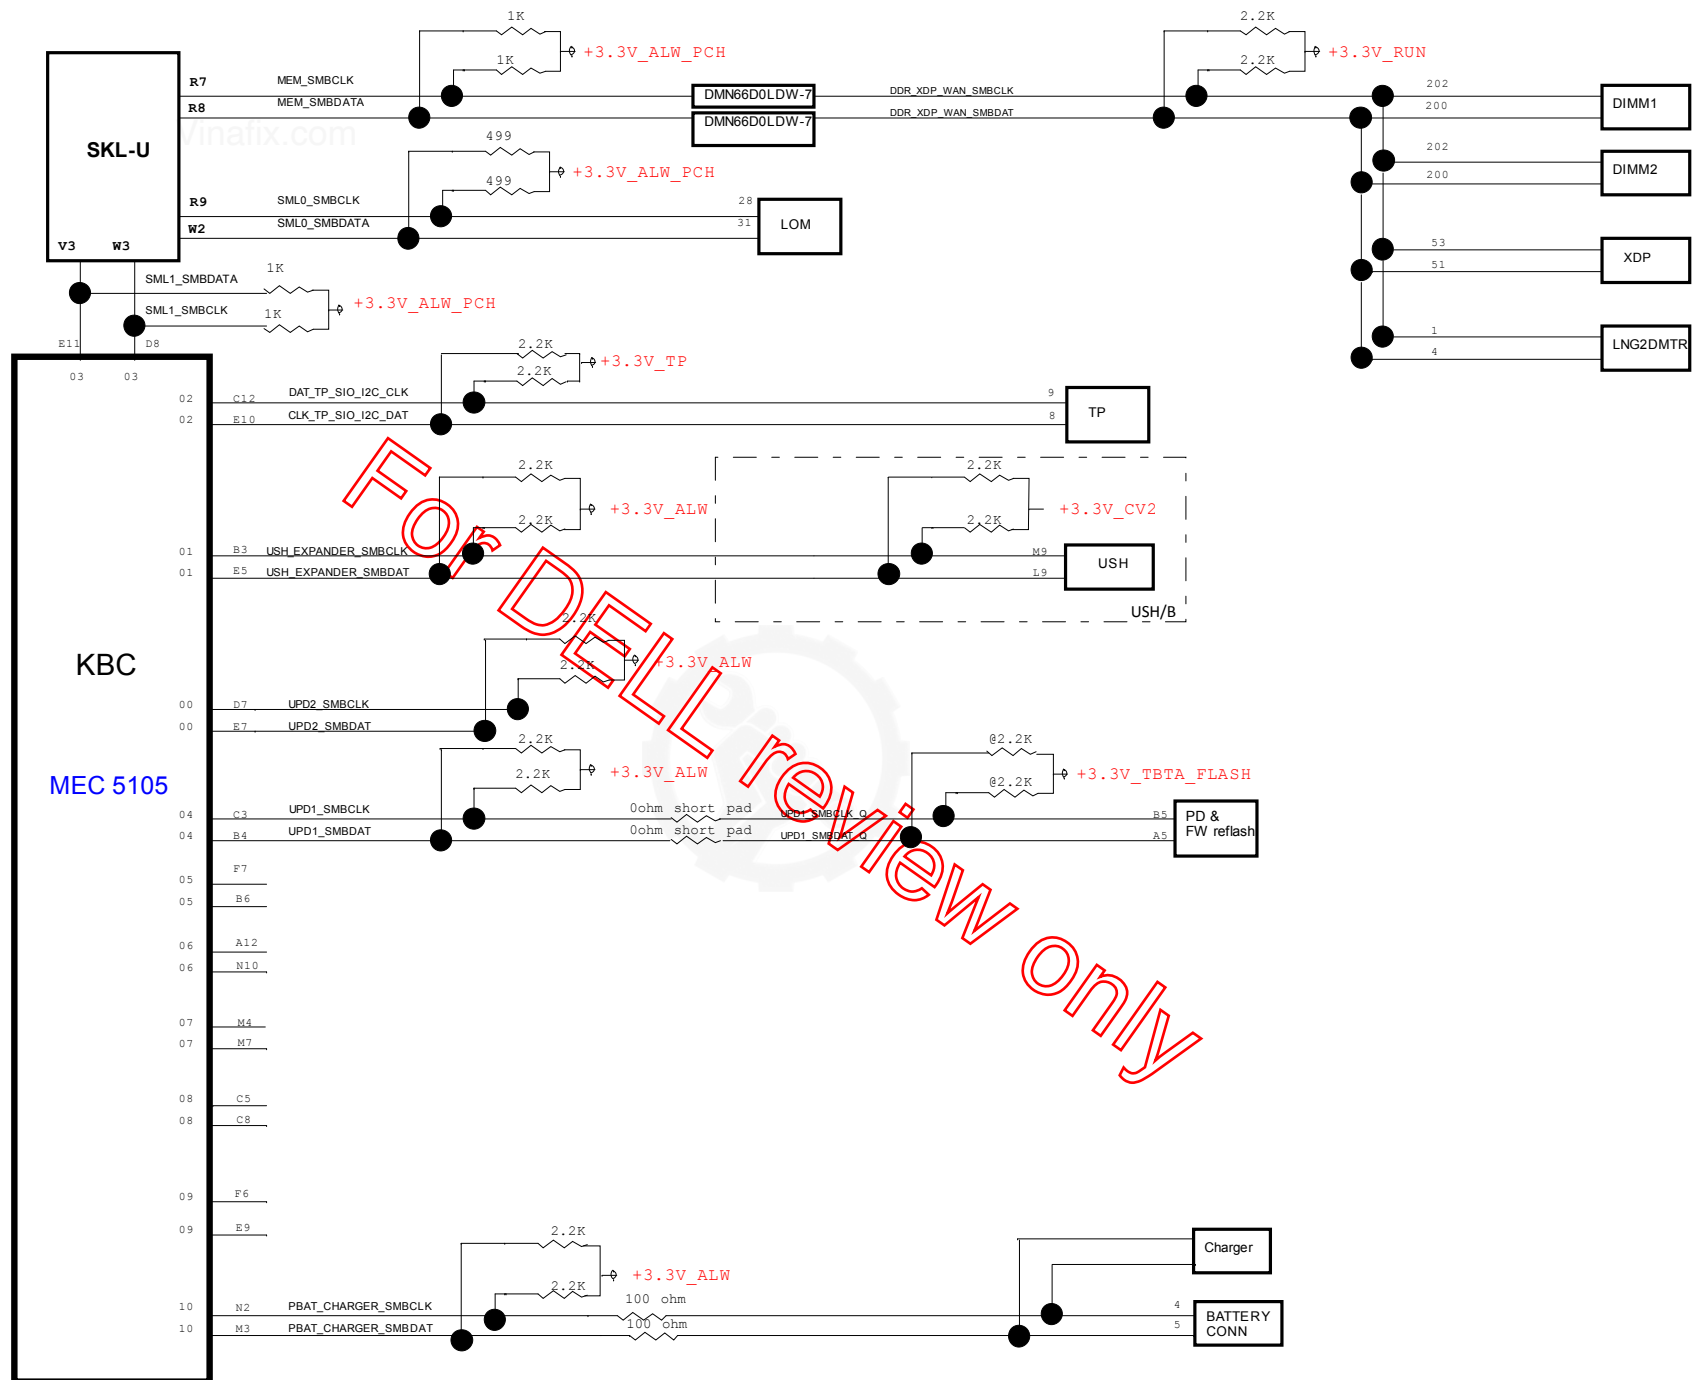 1K
1K
+3.3V_ALW_PCH
2.2K
2.2K
+3.3V_RUN
SKL-U
R7
MEM_SMBCLK
R8
MEM_SMBDATA
DMN66D0LDW-7
DMN66D0LDW-7
DDR_XDP_WAN_SMBCLK
DDR_XDP_WAN_SMBDAT
202
200
DIMM1
202
200
DIMM2
53
51
XDP
1
4
LNG2DMTR
Vinafix.com
499
499
+3.3V_ALW_PCH
R9
SML0_SMBCLK
W2
SML0_SMBDATA
28
31
LOM
V3
W3
SML1_SMBDATA
1K
SML1_SMBCLK
1K
+3.3V_ALW_PCH
E11
D8
03
03
2.2K
2.2K
+3.3V_TP
02
C12
DAT_TP_SIO_I2C_CLK
9
02
E10
CLK_TP_SIO_I2C_DAT
8
TP
2.2K
2.2K
+3.3V_ALW
2.2K
2.2K
+3.3V_CV2
01
B3
USH_EXPANDER_SMBCLK
M9
01
E5
USH_EXPANDER_SMBDAT
L9
USH
USH/B
KBC
MEC 5105
2.2K
2.2K
+3.3V_ALW
00
D7
UPD2_SMBCLK
00
E7
UPD2_SMBDAT
2.2K
2.2K
+3.3V_ALW
@2.2K
@2.2K
+3.3V_TBTA_FLASH
04
C3
UPD1_SMBCLK
0ohm short pad
UPD1_SMBCLK_Q
B5
04
B4
UPD1_SMBDAT
0ohm short pad
UPD1_SMBDAT_Q
A5
PD &
FW reflash
05
F7
05
B6
06
A12
06
N10
07
M4
07
M7
08
C5
08
C8
09
F6
09
E9
2.2K
2.2K
+3.3V_ALW
10
N2
PBAT_CHARGER_SMBCLK
100 ohm
4
10
M3
PBAT_CHARGER_SMBDAT
100 ohm
5
Charger
BATTERY
CONN
For DELL review only